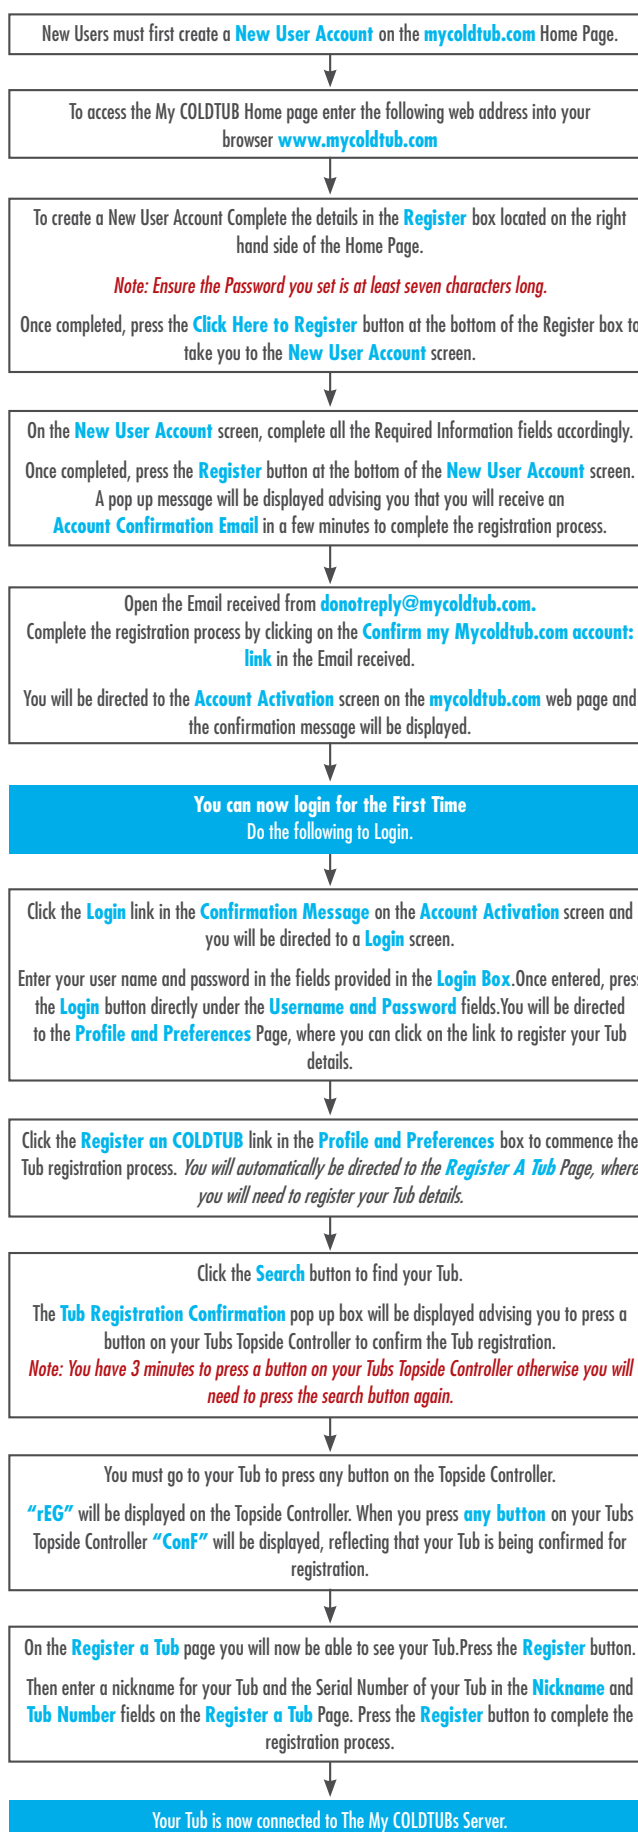 New Users must first create a New User Account on the mycoldtub.com Home Page.
To access the My COLDTUB Home page enter the following web address into your
browser www.mycoldtub.com
To create a New User Account Complete the details in the Register box located on the right
hand side of the Home Page.
Note: Ensure the Password you set is at least seven characters long.
Once completed, press the Click Here to Register button at the bottom of the Register box to
take you to the New User Account screen.
On the New User Account screen, complete all the Required Information fields accordingly.
Once completed, press the Register button at the bottom of the New User Account screen.
A pop up message will be displayed advising you that you will receive an
Account Confirmation Email in a few minutes to complete the registration process.
Open the Email received from donotreply@mycoldtub.com.
Complete the registration process by clicking on the Confirm my Mycoldtub.com account:
link in the Email received.
You will be directed to the Account Activation screen on the mycoldtub.com web page and
the confirmation message will be displayed.
You can now login for the First Time
Do the following to Login.
Click the Login link in the Confirmation Message on the Account Activation screen and
you will be directed to a Login screen.
Enter your user name and password in the fields provided in the Login Box.Once entered, press
the Login button directly under the Username and Password fields.You will be directed
to the Profile and Preferences Page, where you can click on the link to register your Tub
details.
Click the Register an COLDTUB link in the Profile and Preferences box to commence the
Tub registration process. You will automatically be directed to the Register A Tub Page, where
you will need to register your Tub details.
Click the Search button to find your Tub.
The Tub Registration Confirmation pop up box will be displayed advising you to press a
button on your Tubs Topside Controller to confirm the Tub registration.
Note: You have 3 minutes to press a button on your Tubs Topside Controller otherwise you will
need to press the search button again.
You must go to your Tub to press any button on the Topside Controller.
“rEG” will be displayed on the Topside Controller. When you press any button on your Tubs
Topside Controller “ConF” will be displayed, reflecting that your Tub is being confirmed for
registration.
On the Register a Tub page you will now be able to see your Tub.Press the Register button.
Then enter a nickname for your Tub and the Serial Number of your Tub in the Nickname and
Tub Number fields on the Register a Tub Page. Press the Register button to complete the
registration process.
Your Tub is now connected to The My COLDTUBs Server.